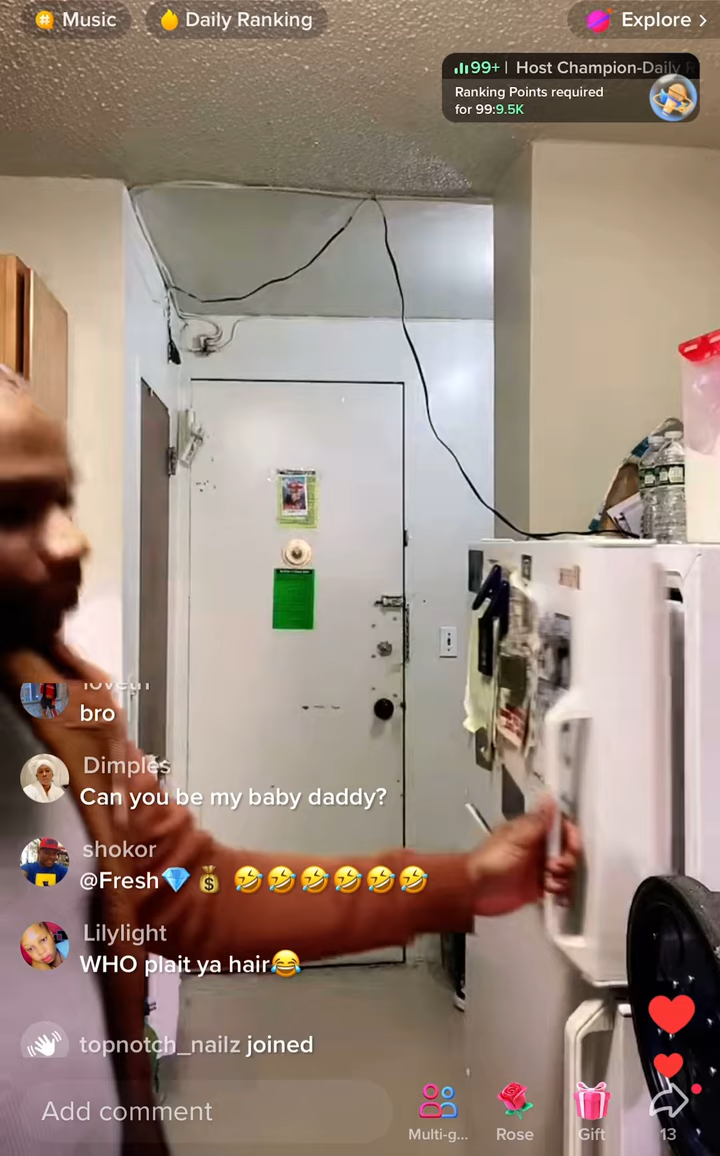 Music
Daily Ranking
Explore >
99+ | Host Champion-Daily R
Ranking Points required
for 99:9.5K
bro
Dimples
Can you be my baby daddy?
shokor
@Fresh💎 💰 🤣🤣🤣🤣🤣🤣
Lilylight
WHO plait ya hair😂
topnotch_nailz joined
Add comment
Multi-g...
Rose
Gift
13